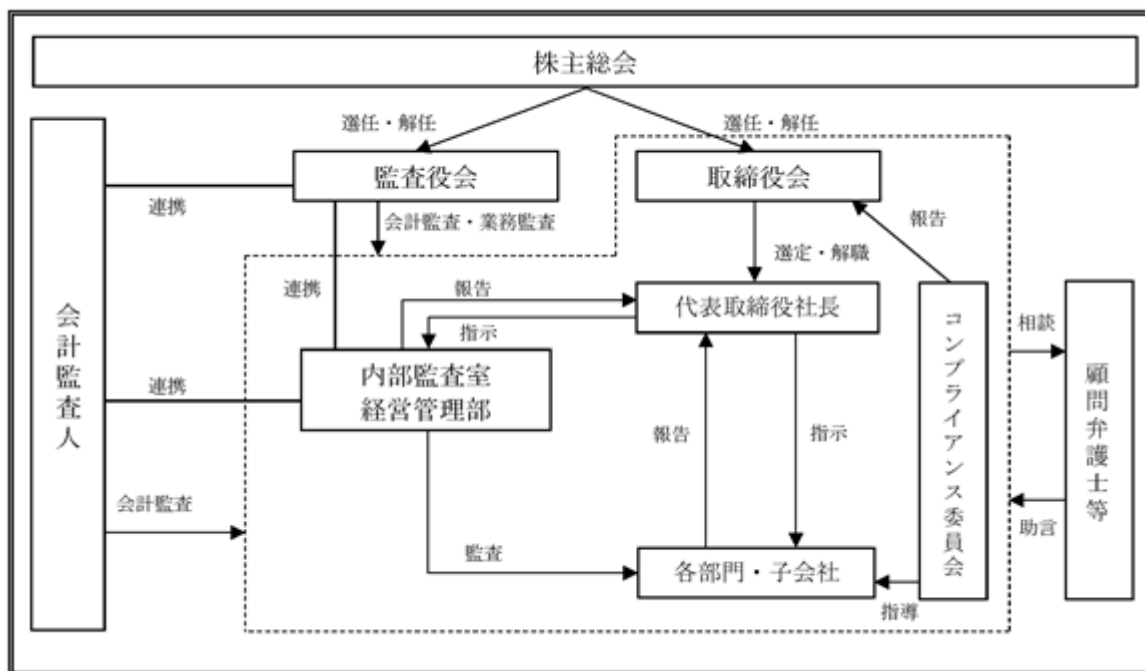 株主総会
選任・解任
選任・解任
監査役会
取締役会
連携
会計監査・業務監査
報告
選定・解職
連携
報告
代表取締役社長
指示
相談
内部監査室
経営管理部
連携
報告
指示
会計監査人
コンプライアンス委員会
顧問弁護士等
会計監査
助言
監査
各部門・子会社
指導